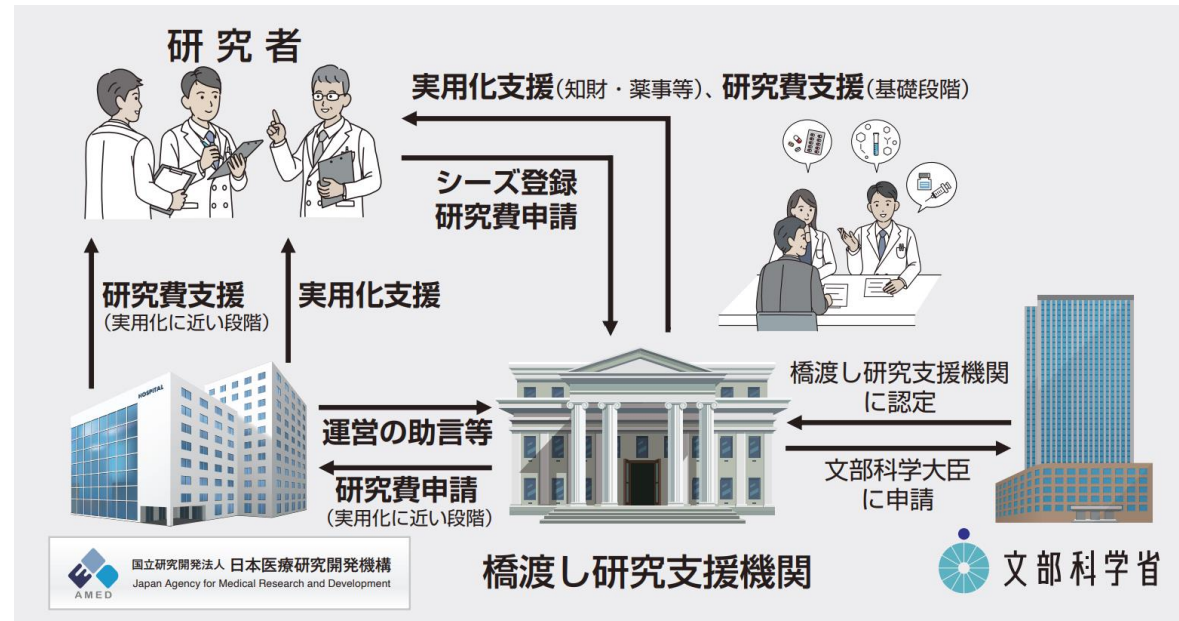 研究者
実用化支援(知財・薬事等)、研究費支援(基礎段階)
シーズ登録
研究費申請
研究費支援
(実用化に近い段階)
実用化支援
HOSPITAL
運営の助言等
研究費申請
(実用化に近い段階)
橋渡し研究支援機関
に認定
文部科学大臣
に申請
AMED
国立研究開発法人 日本医療研究開発機構
Japan Agency for Medical Research and Development
橋渡し研究支援機関
文部科学省